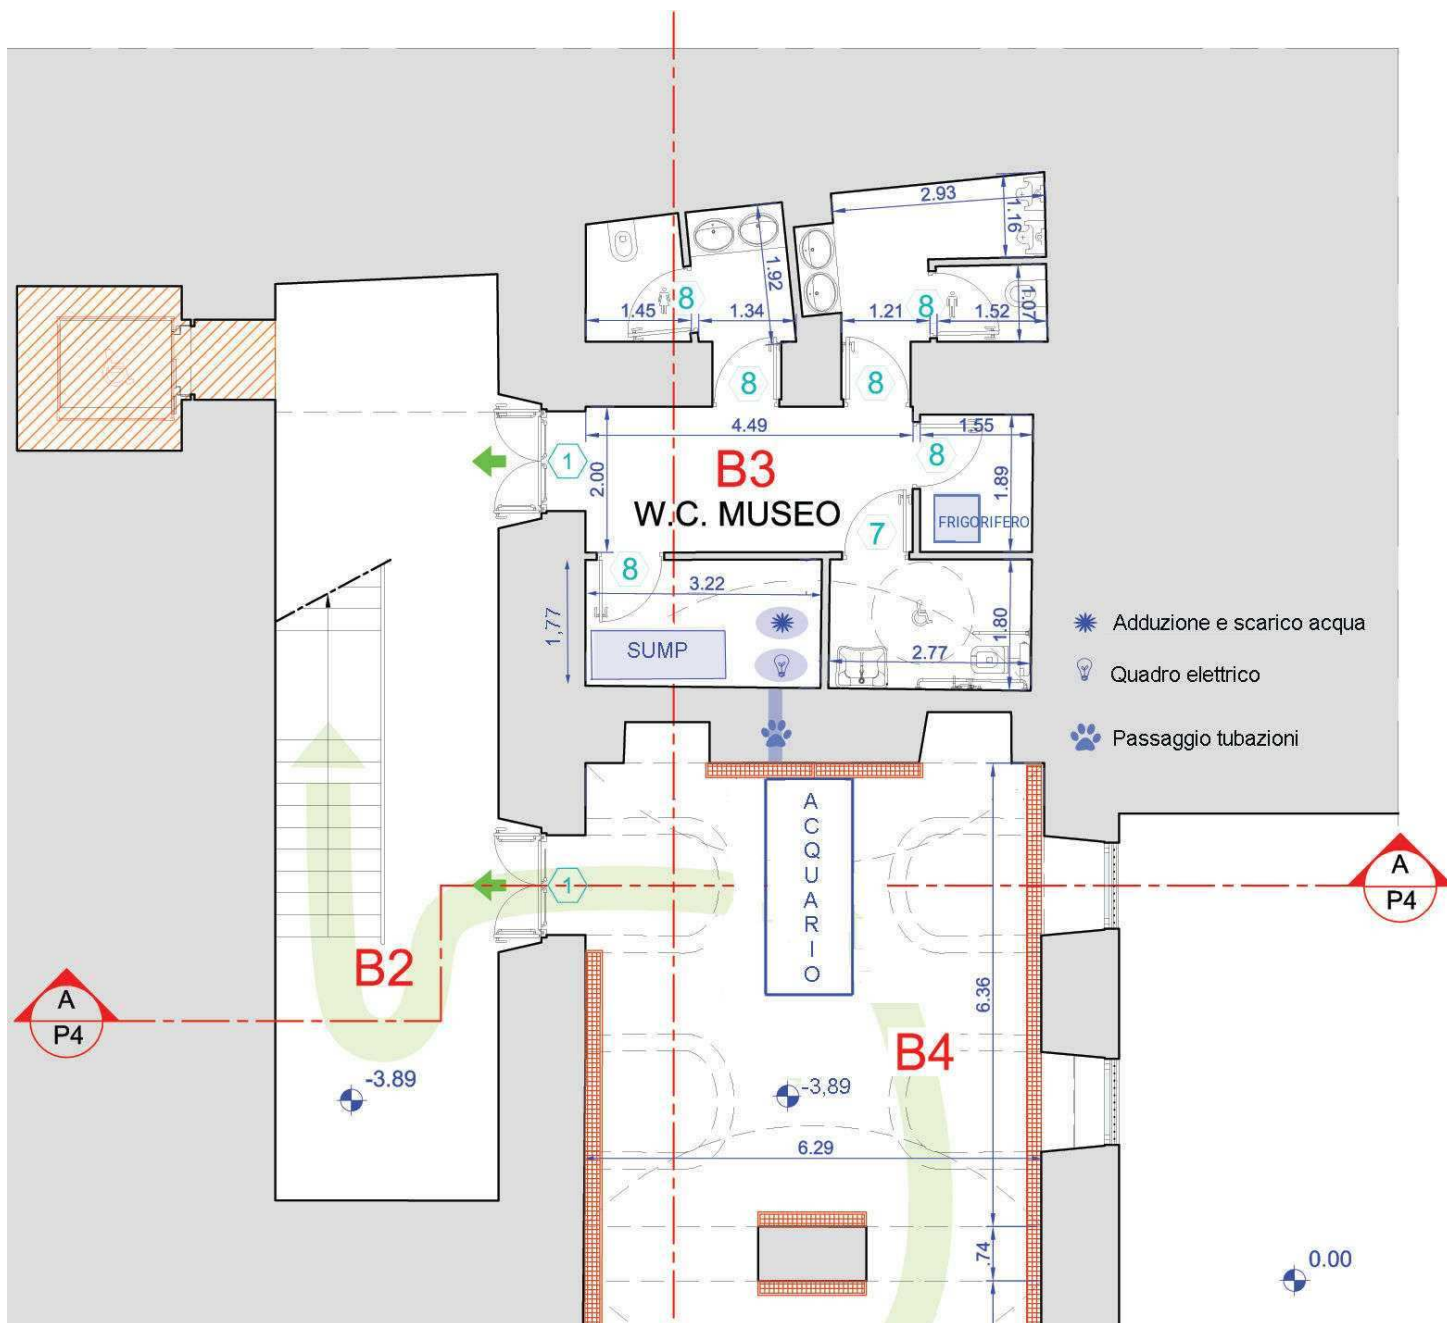 2.93
1.16
1.92
1.45
8
1.34
1.21
8
1.52
1.07
8
8
4.49
1.55
1
2.00
B3
8
1.89
W.C. MUSEO
7
FRIGORIFERO
8
3.22
1,77
1.80
SUMP
2.77
Adduzione e scarico acqua
Quadro elettrico
Passaggio tubazioni
ACQUARIO
1
A
P4
B2
6.36
A
P4
B4
-3.89
-3,89
6.29
.74
0.00